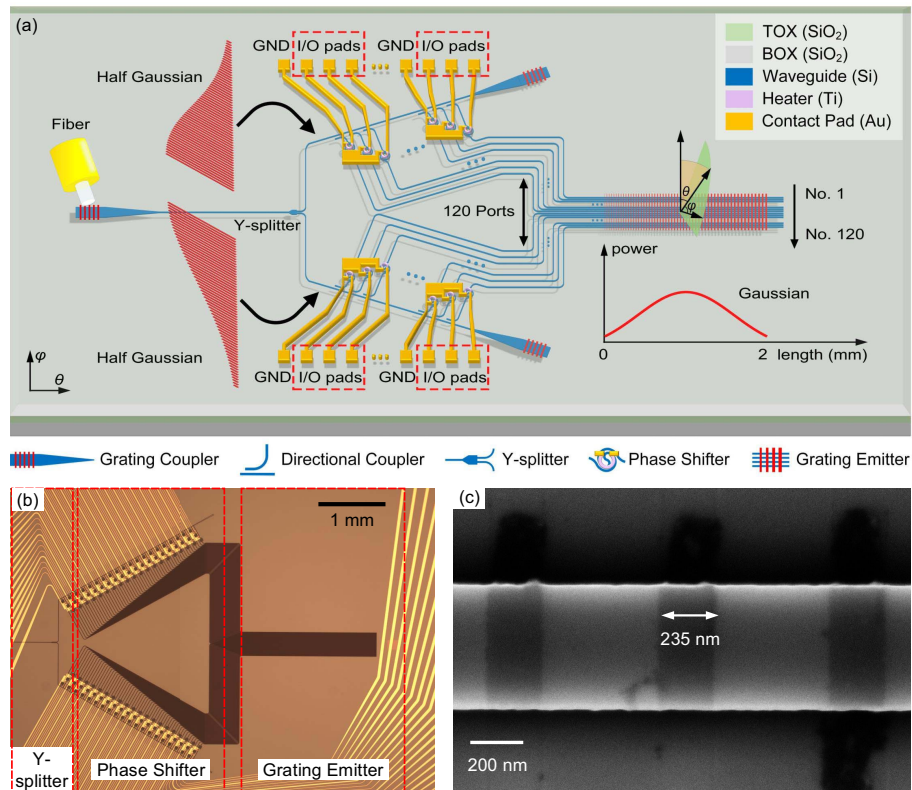 (a)
GND I/O pads
GND I/O pads
Half Gaussian
Fiber
Y-splitter
120 Ports
TOX (SiO₂)
BOX (SiO₂)
Waveguide (Si)
Heater (Ti)
Contact Pad (Au)
θ
φ
No. 1
No. 120
power
Gaussian
0
2
length (mm)
Half Gaussian
GND I/O pads
GND I/O pads
φ
θ
Grating Coupler
Directional Coupler
Y-splitter
Phase Shifter
Grating Emitter
(b)
1 mm
Y-
splitter
Phase Shifter
Grating Emitter
(c)
235 nm
200 nm